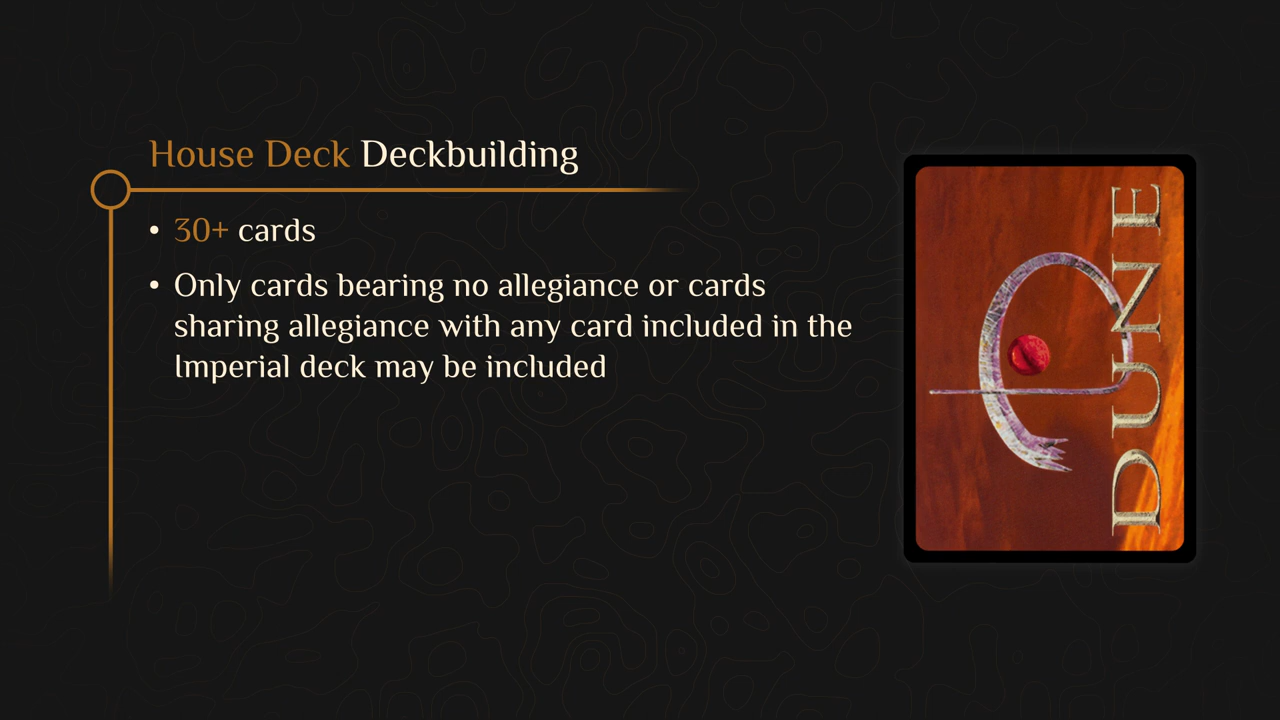 House Deck Deckbuilding
• 30+ cards
• Only cards bearing no allegiance or cards
sharing allegiance with any card included in the
Imperial deck may be included
DUNE